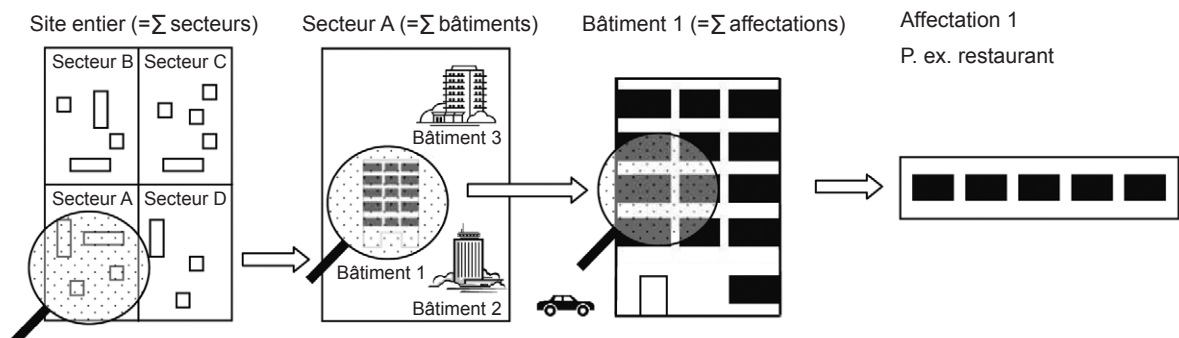 Site entier (=Σ secteurs)
Secteur B
Secteur C
Secteur A
Secteur D
Secteur A (=Σ bâtiments)
Bâtiment 3
Bâtiment 1
Bâtiment 2
Bâtiment 1 (=Σ affectations)
Affectation 1
P. ex. restaurant